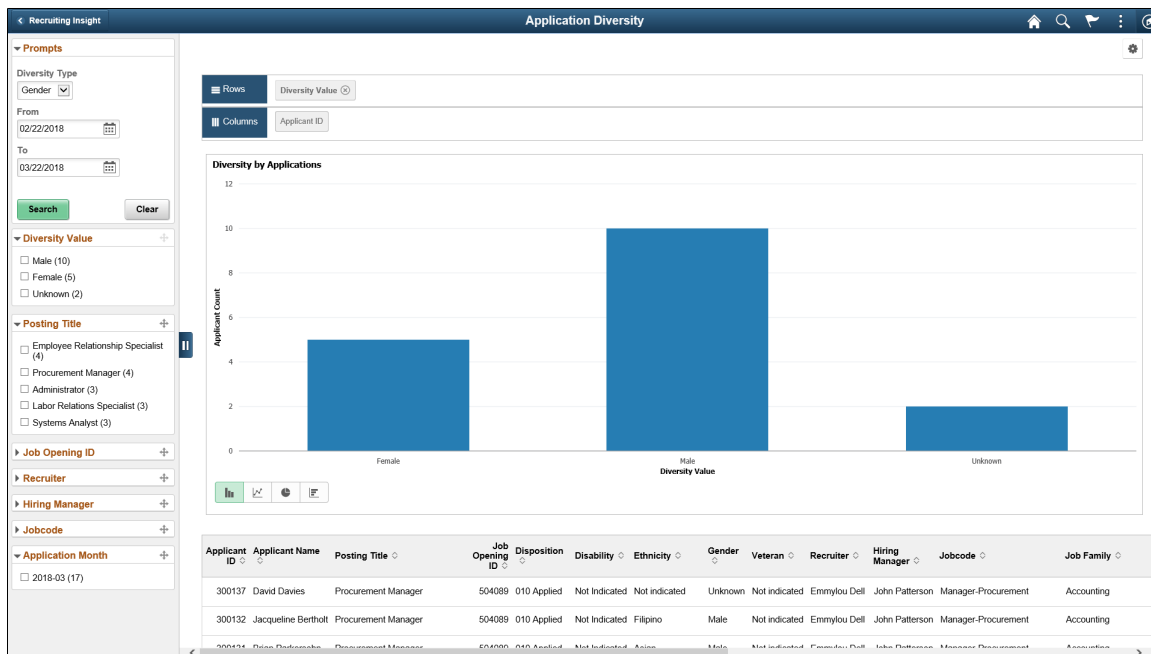 Recruiting Insight
Application Diversity
Prompts
Diversity Type
Gender
From
02/22/2018
To
03/22/2018
Search Clear
Diversity Value
Male (10)
Female (5)
Unknown (2)
Posting Title
Employee Relationship Specialist
(4)
Procurement Manager (4)
Administrator (3)
Labor Relations Specialist (3)
Systems Analyst (3)
Job Opening ID
Recruiter
Hiring Manager
Jobcode
Application Month
2018-03 (17)
Rows Diversity Value
Columns Applicant ID
Diversity by Applications
12
10
8
6
4
2
0
Applicant Count
Female Male Unknown
Diversity Value
Applicant ID Applicant Name Posting Title Job Opening ID Disposition Disability Ethnicity Gender Veteran Recruiter Hiring Manager Jobcode Job Family
300137 David Davies Procurement Manager 504089 010 Applied Not Indicated Not indicated Unknown Not indicated Emmylou Dell John Patterson Manager-Procurement Accounting
300132 Jacqueline Bertholt Procurement Manager 504089 010 Applied Not Indicated Filipino Male Not indicated Emmylou Dell John Patterson Manager-Procurement Accounting